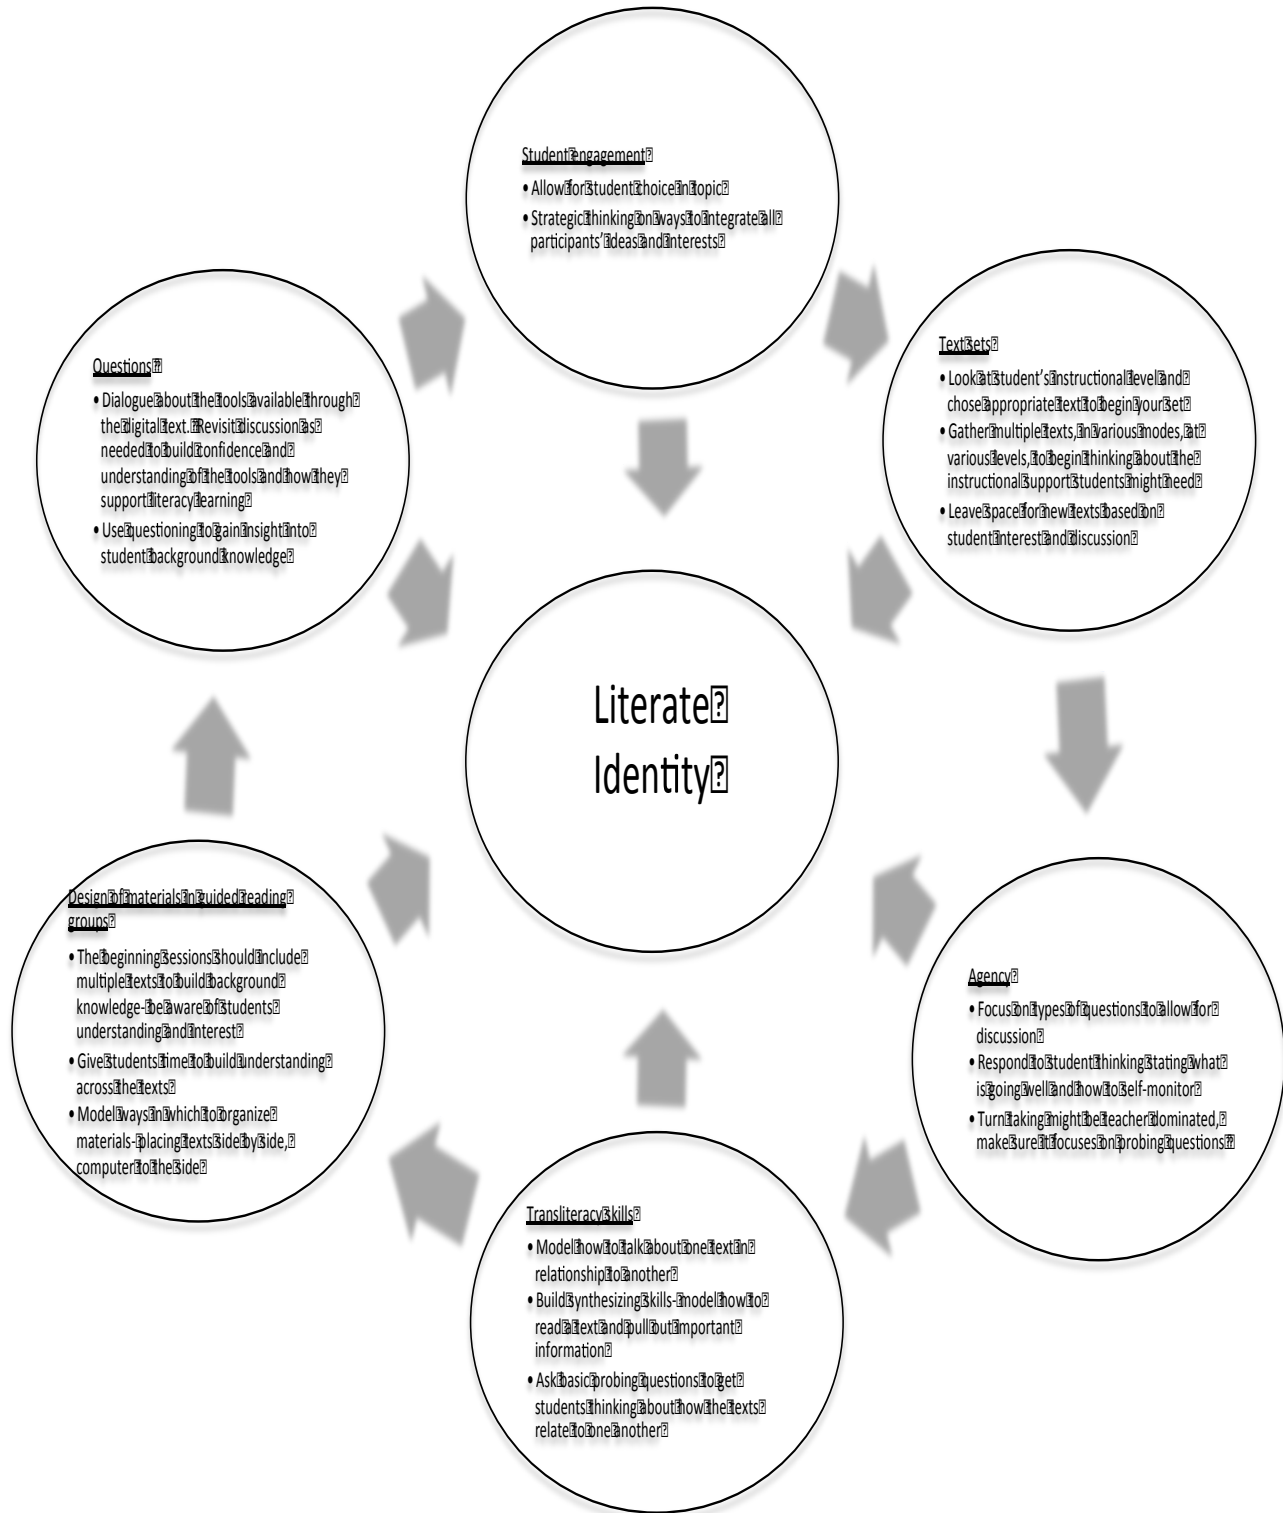 Student engagement
• Allow for student choice in topic
• Strategic thinking on ways to integrate all
participants' ideas and interests
Text sets
• Look at student's instructional level and
chose appropriate text to begin your set
• Gather multiple texts, in various modes, at
various levels, to begin thinking about the
instructional support students might need
• Leave space for new texts based on
student interest and discussion
Agency
• Focus on types of questions to allow for
discussion
• Respond to student thinking stating what
is going well and how to self-monitor
• Turn taking might be teacher dominated,
make sure it focuses on probing questions
Transliteracy skills
• Model how to talk about one text in
relationship to another
• Build synthesizing skills- model how to
read a text and pull out important
information
• Ask basic probing questions to get
students thinking about how the texts
relate to one another
Design of materials in guided reading
groups
• The beginning sessions should include
multiple texts to build background
knowledge- be aware of students
understanding and interest
• Give students time to build understanding
across the texts
• Model ways in which to organize
materials- placing texts side by side,
computer to the side
Questions
• Dialogue about the tools available through
the digital text. Revisit discussion as
needed to build confidence and
understanding of the tools and how they
support literacy learning
• Use questioning to gain insight into
student background knowledge
Literate
Identity